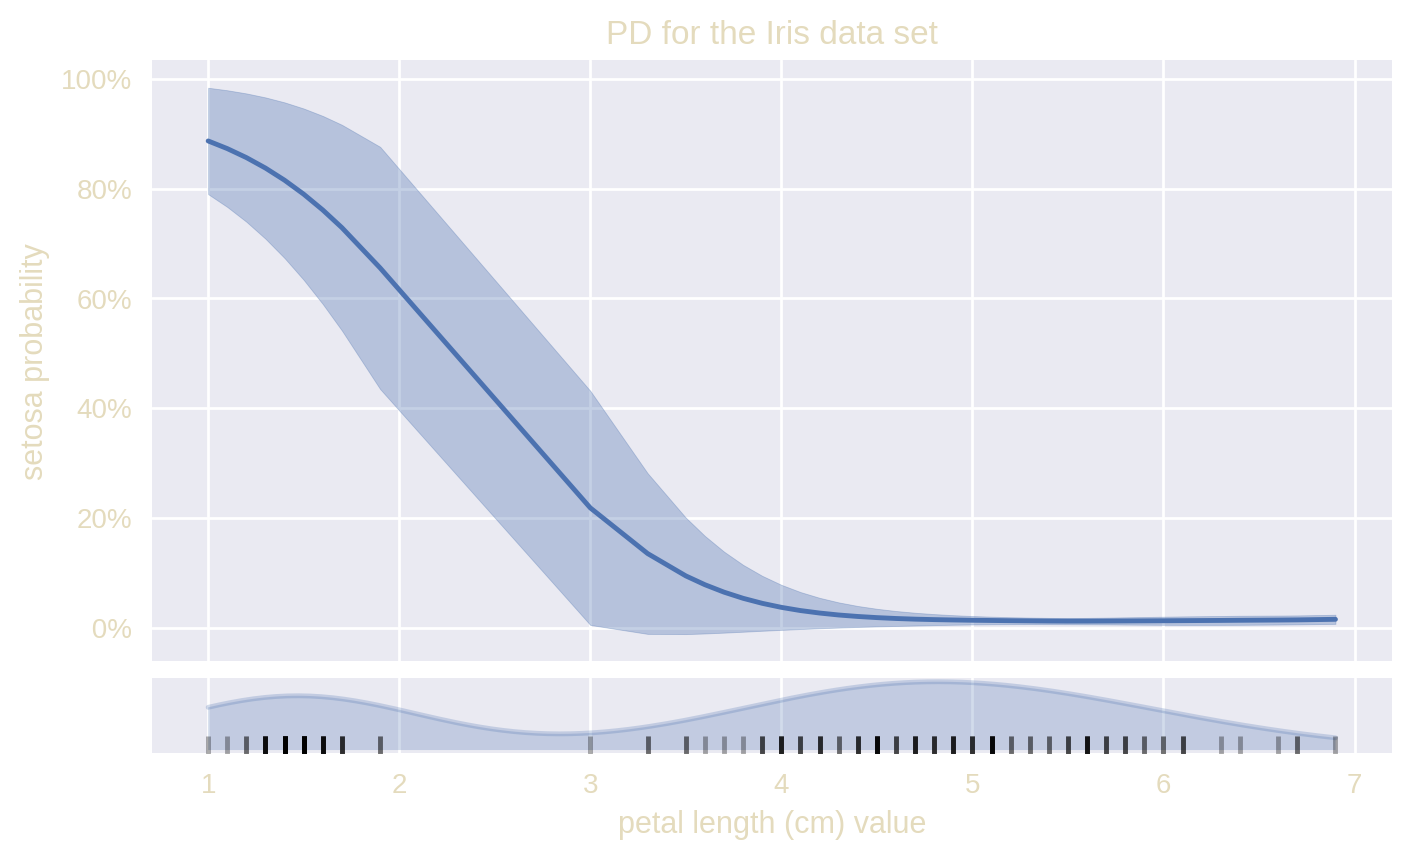 PD for the Iris data set
100%
80%
60%
40%
20%
0%
setosa probability
1 2 3 4 5 6 7
petal length (cm) value